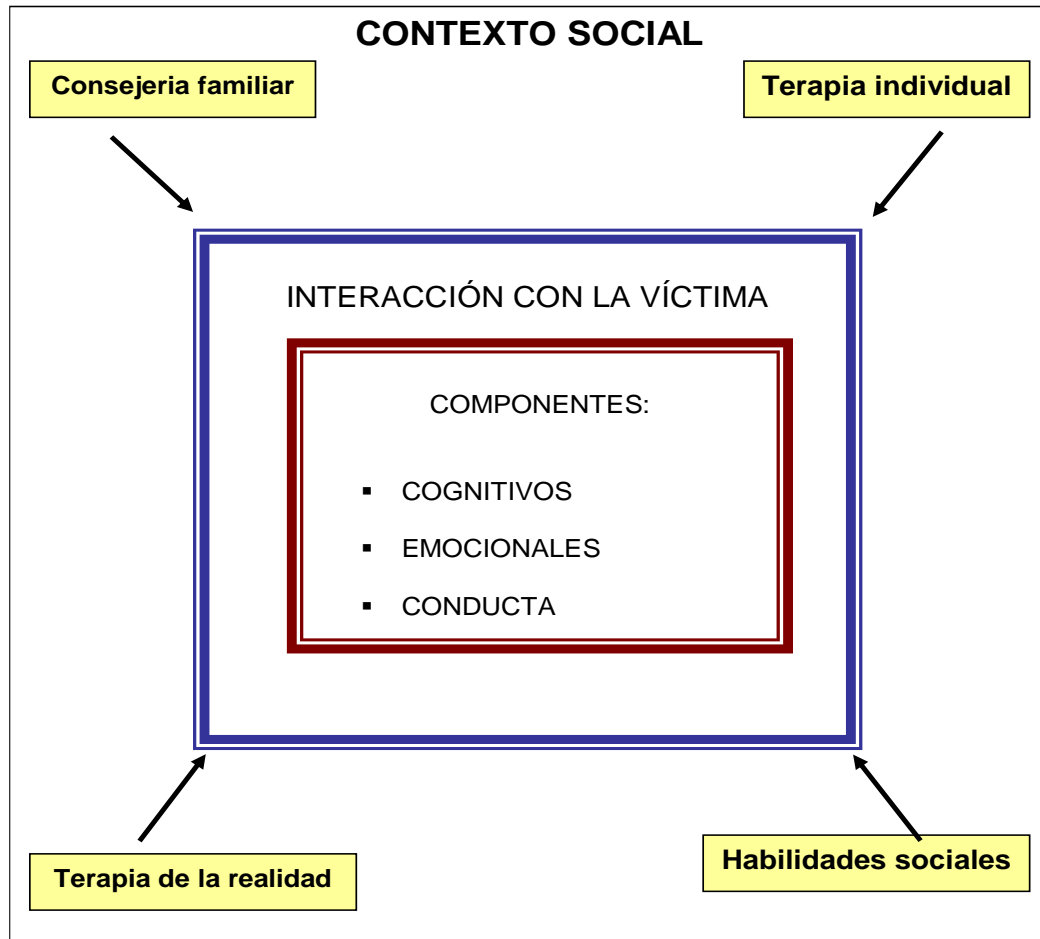 CONTEXTO SOCIAL
Consejeria familiar
Terapia individual
INTERACCIÓN CON LA VÍCTIMA
COMPONENTES:
▪ COGNITIVOS
▪ EMOCIONALES
▪ CONDUCTA
Terapia de la realidad
Habilidades sociales